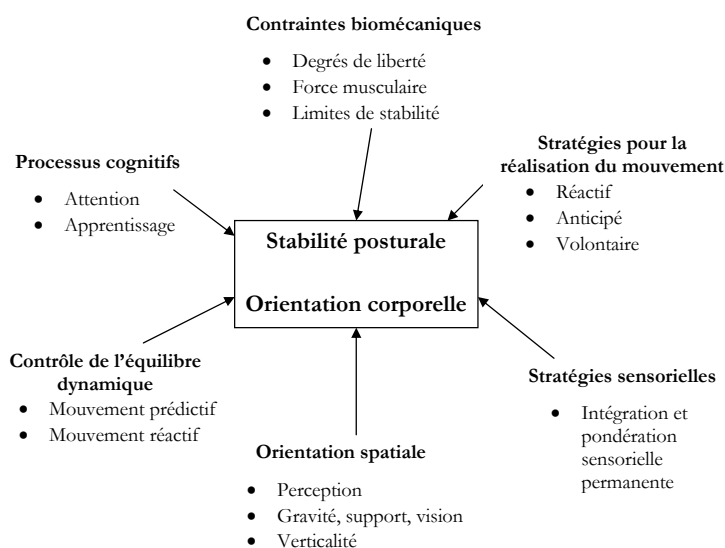 Contraintes biomécaniques
• Degrés de liberté
• Force musculaire
• Limites de stabilité
Processus cognitifs
• Attention
• Apprentissage
Stratégies pour la
réalisation du mouvement
• Réactif
• Anticipé
• Volontaire
Stabilité posturale
Orientation corporelle
Contrôle de l'équilibre
dynamique
• Mouvement prédictif
• Mouvement réactif
Orientation spatiale
• Perception
• Gravité, support, vision
• Verticalité
Stratégies sensorielles
• Intégration et
pondération
sensorielle
permanente